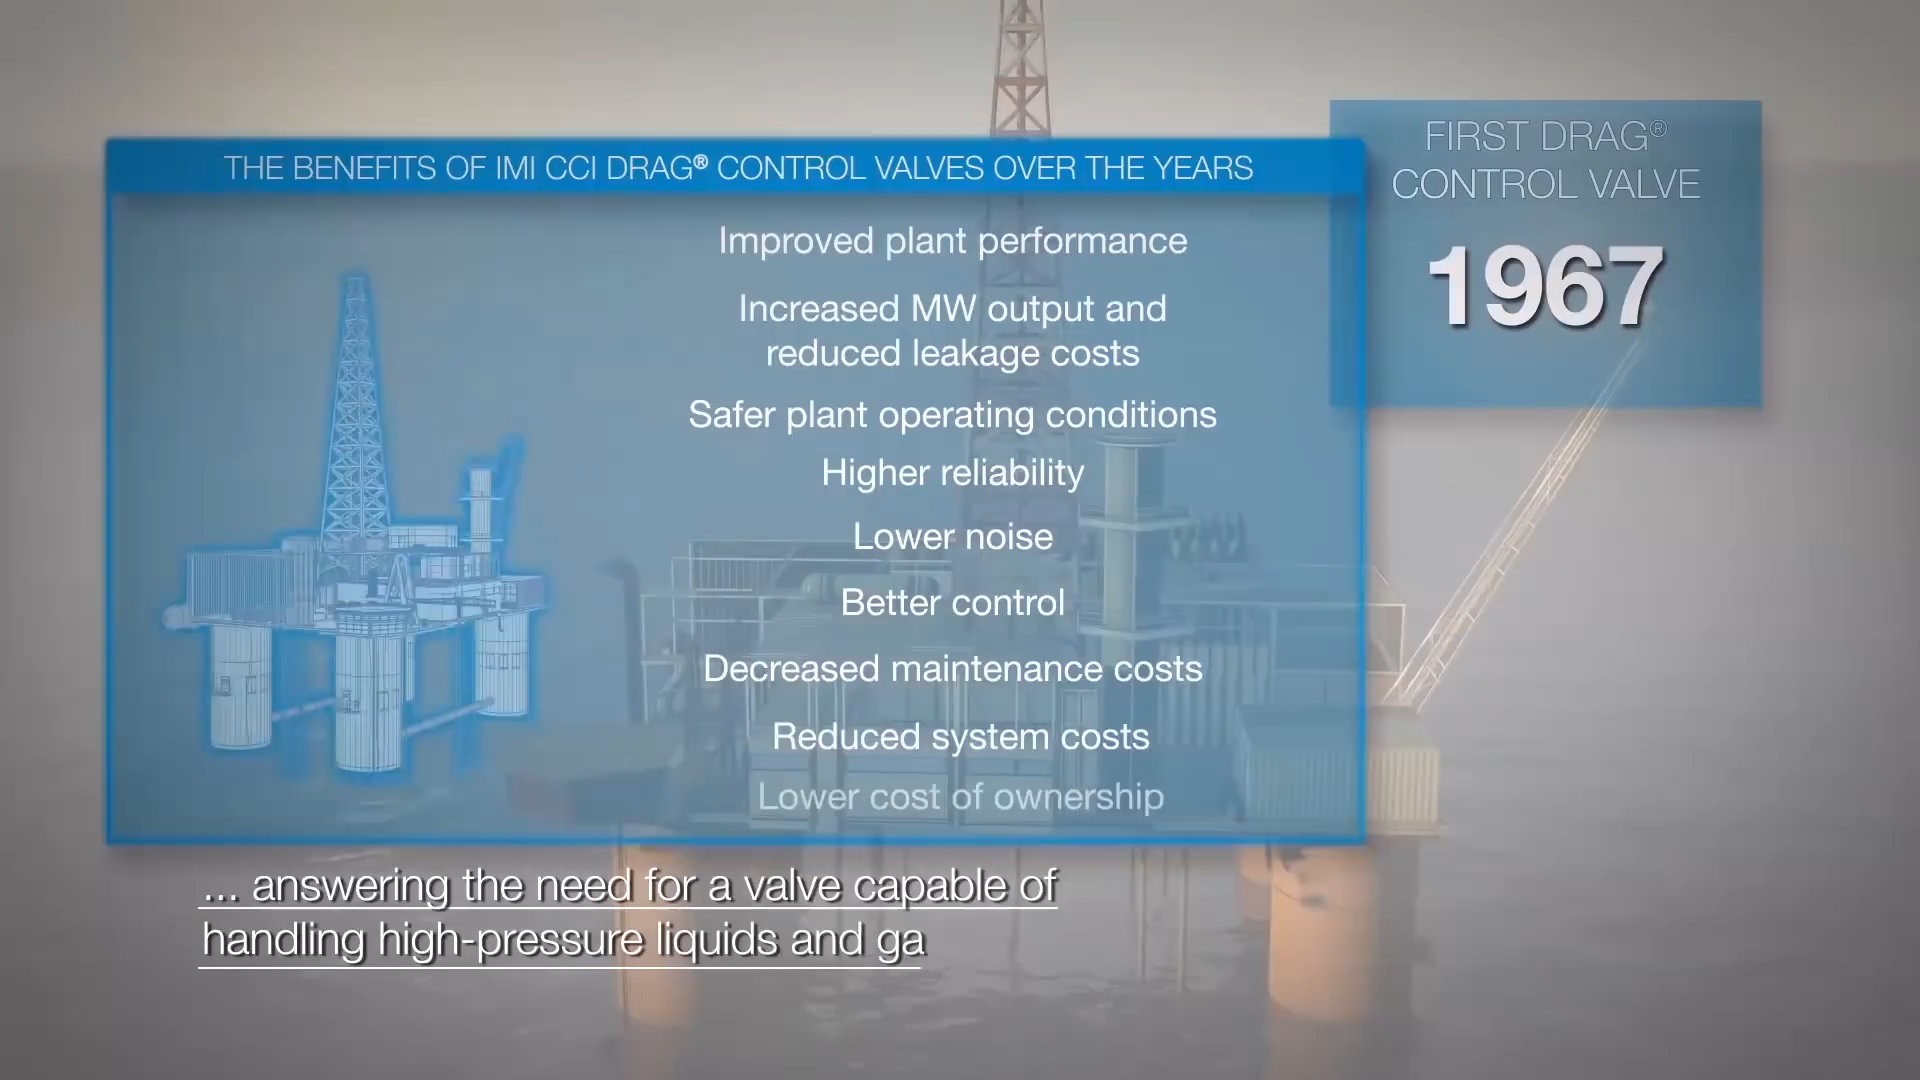 THE BENEFITS OF IMI CCI DRAG® CONTROL VALVES OVER THE YEARS
Improved plant performance
Increased MW output and
reduced leakage costs
Safer plant operating conditions
Higher reliability
Lower noise
Better control
Decreased maintenance costs
Reduced system costs
Lower cost of ownership
FIRST DRAG®
CONTROL VALVE
1967
... answering the need for a valve capable of
handling high-pressure liquids and ga